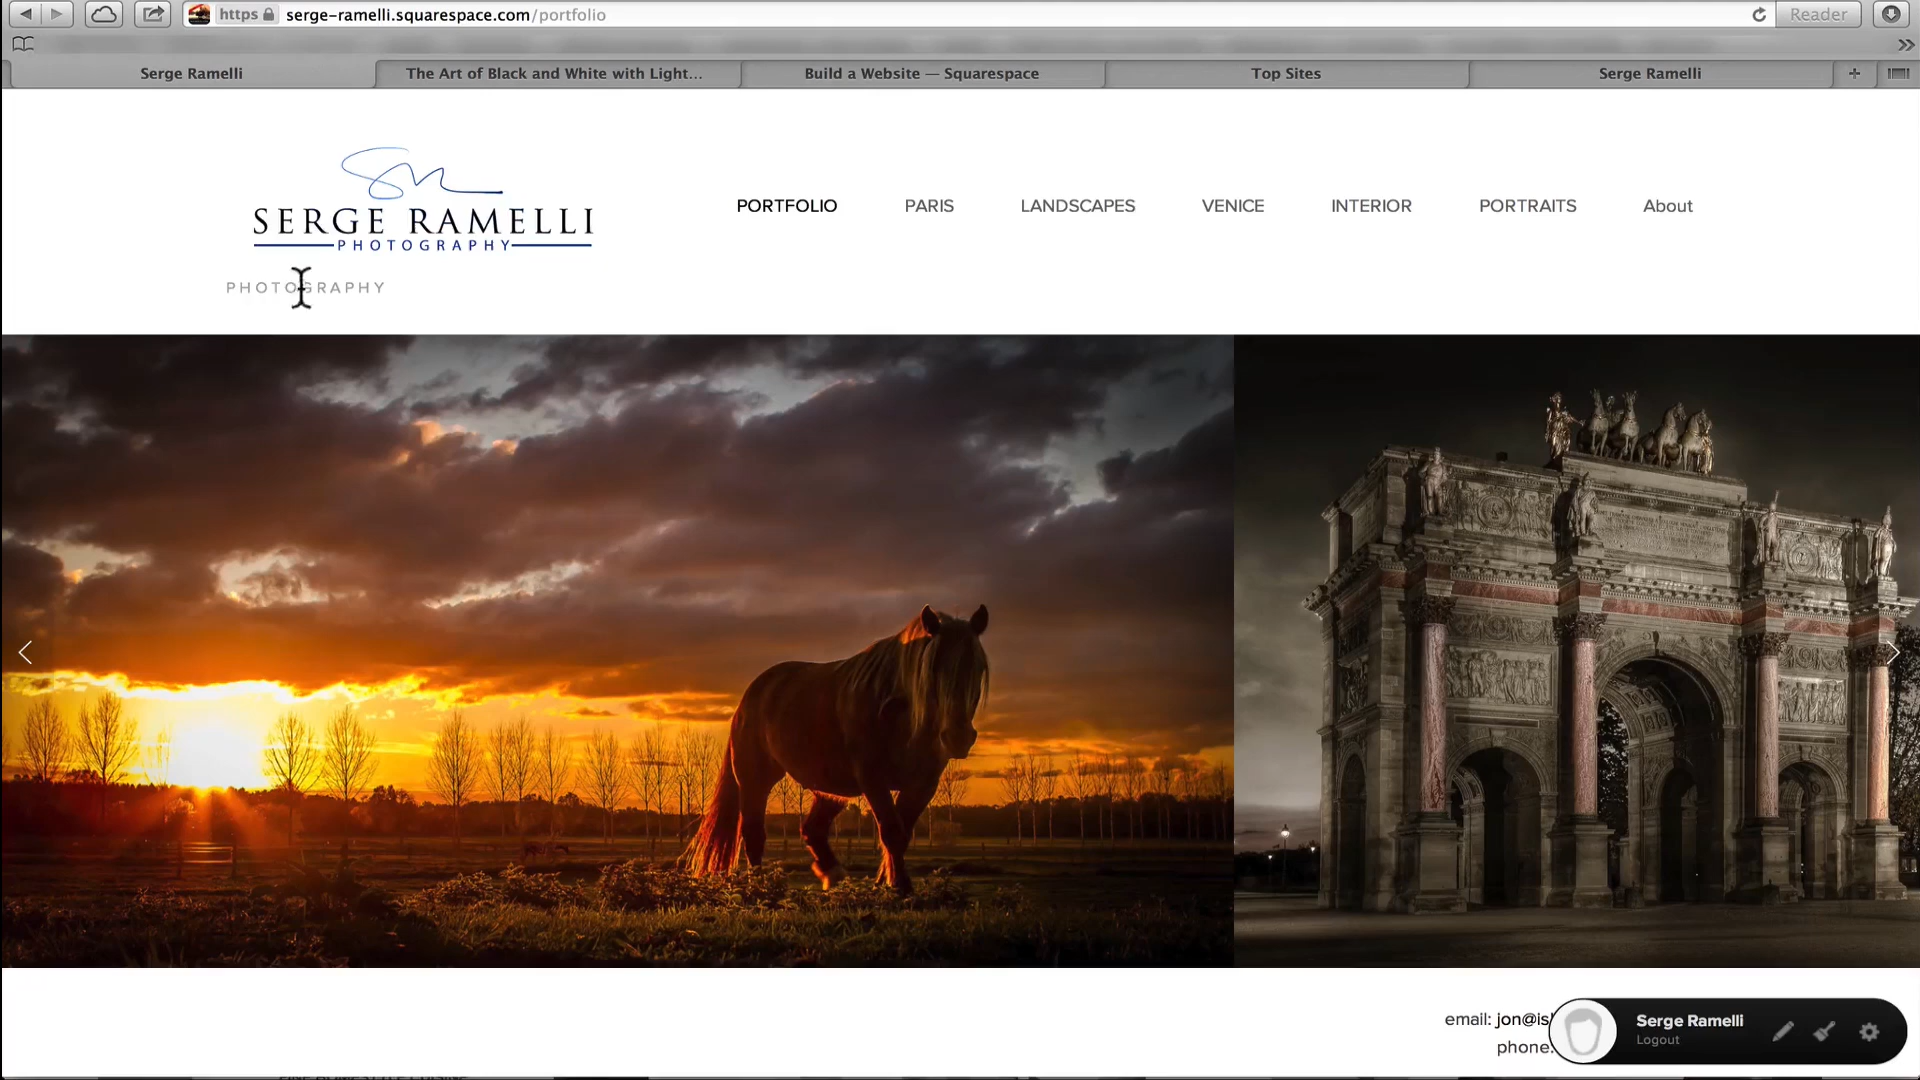 https serge-ramelli.squarespace.com/portfolio Reader
Serge Ramelli The Art of Black and White with Light... Build a Website — Squarespace Top Sites Serge Ramelli
SERGE RAMELLI
PHOTOGRAPHY
PORTFOLIO PARIS LANDSCAPES VENICE INTERIOR PORTRAITS About
PHOTOGRAPHY
email: jon@is
phone:
Serge Ramelli
Logout